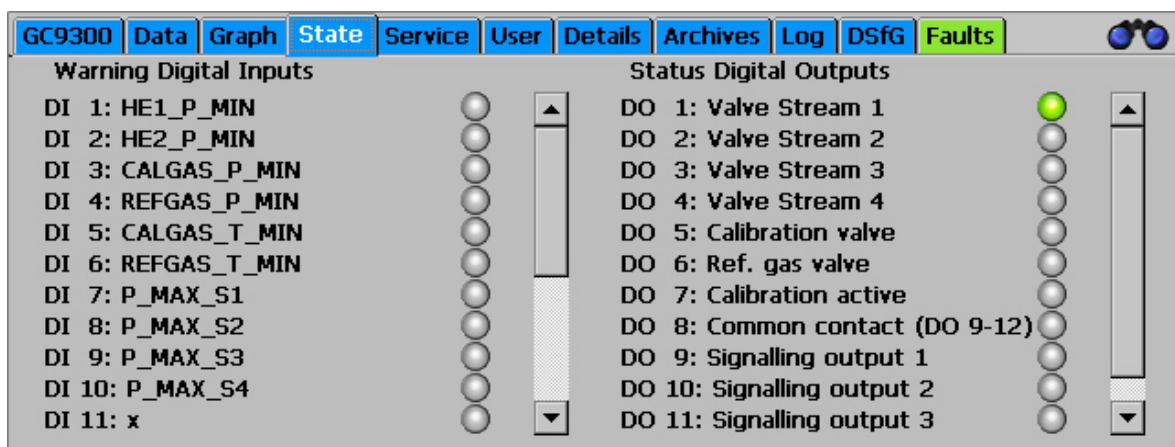 GC9300 Data Graph State Service User Details Archives Log DSfG Faults
Warning Digital Inputs
DI 1: HE1_P_MIN
DI 2: HE2_P_MIN
DI 3: CALGAS_P_MIN
DI 4: REFGAS_P_MIN
DI 5: CALGAS_T_MIN
DI 6: REFGAS_T_MIN
DI 7: P_MAX_S1
DI 8: P_MAX_S2
DI 9: P_MAX_S3
DI 10: P_MAX_S4
DI 11: x
Status Digital Outputs
DO 1: Valve Stream 1
DO 2: Valve Stream 2
DO 3: Valve Stream 3
DO 4: Valve Stream 4
DO 5: Calibration valve
DO 6: Ref. gas valve
DO 7: Calibration active
DO 8: Common contact (DO 9-12)
DO 9: Signalling output 1
DO 10: Signalling output 2
DO 11: Signalling output 3